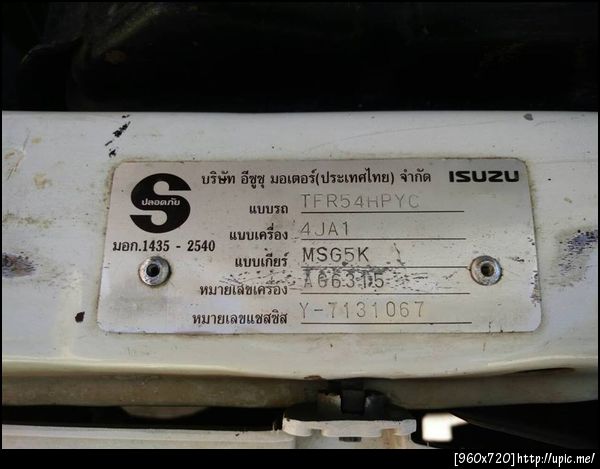 บริษัท อีซูซุ มอเตอร์(ประเทศไทย) จำกัด ISUZU
S
ปลอดภัย
มอก.1435 - 2540
แบบรถ TFR54HPYC
แบบเครื่อง 4JA1
แบบเกียร์ MSG5K
หมายเลขเครื่อง AG6315
หมายเลขแชสซิส Y-7131067
[960x720]http://upic.me/